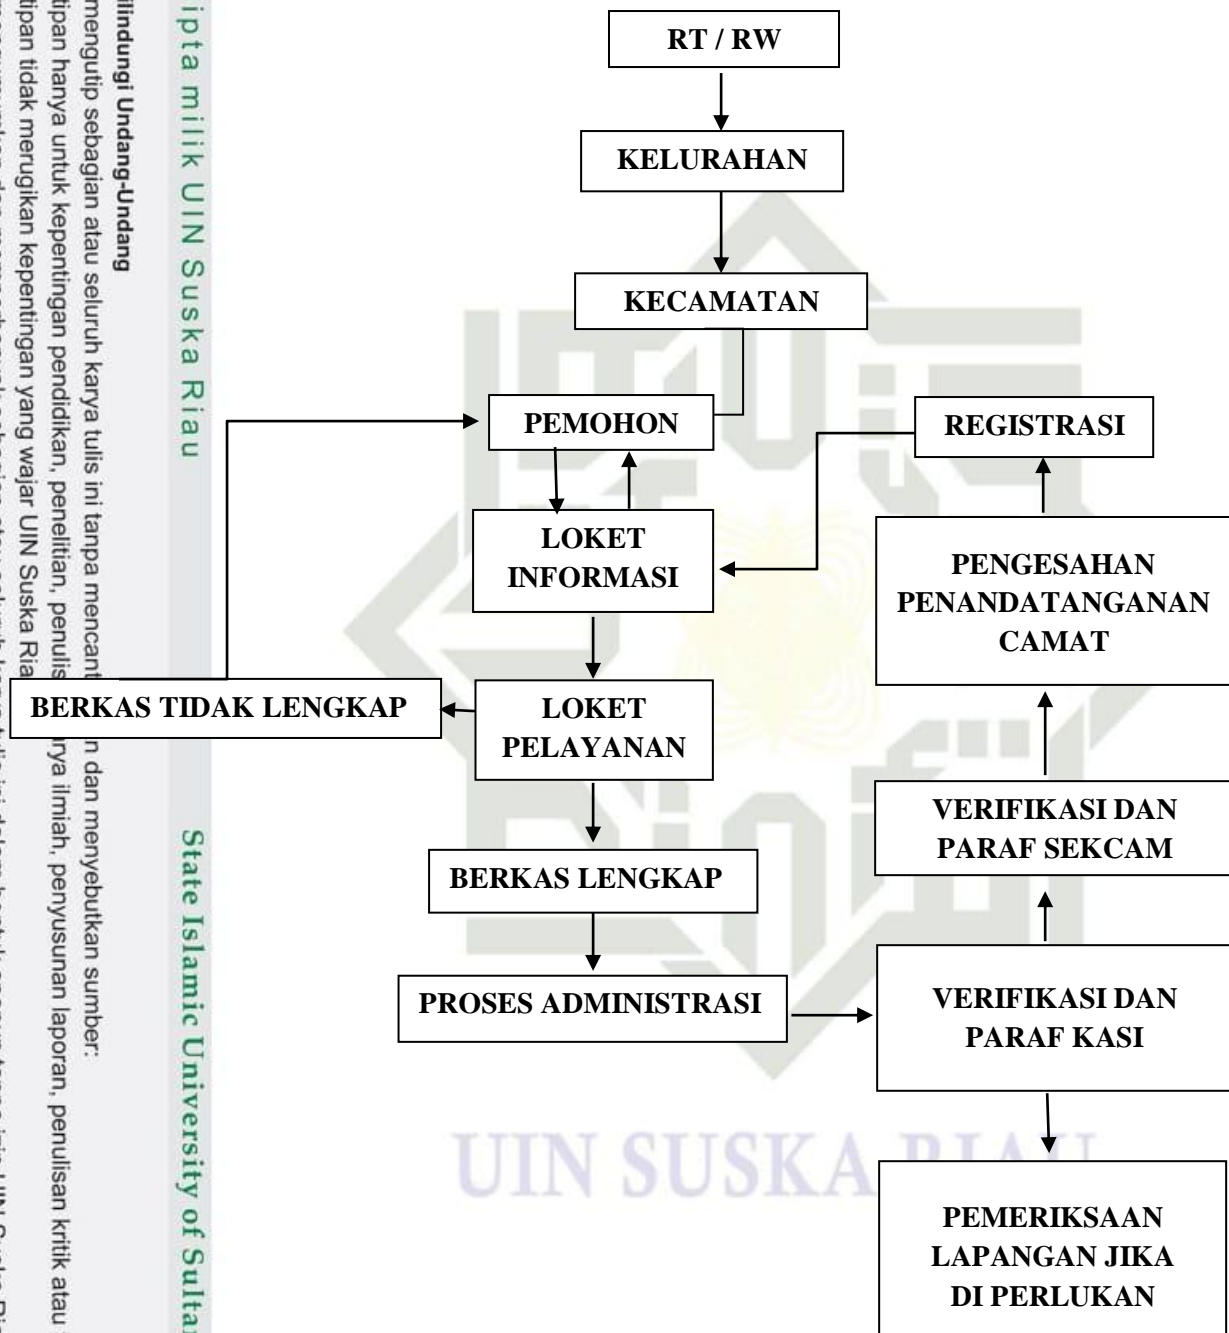 RT / RW
KELURAHAN
KECAMATAN
PEMOHON
REGISTRASI
LOKET
INFORMASI
PENGESAHAN
PENANDATANGANAN
CAMAT
BERKAS TIDAK LENGKAP
LOKET
PELAYANAN
VERIFIKASI DAN
PARAF SEKCAM
BERKAS LENGKAP
PROSES ADMINISTRASI
VERIFIKASI DAN
PARAF KASI
PEMERIKSAAN
LAPANGAN JIKA
DI PERLUKAN
UIN SUSKA RIAU
ipta milik UIN Suska Riau
State Islamic University of Sultan
ilindungi Undang-Undang
mengutip sebagian atau seluruh karya tulis ini tanpa mencant
n dan menyebutkan sumber:
tipan hanya untuk kepentingan pendidikan, penelitian, penulis
arya ilmiah, penyusunan laporan, penulisan kritik atau
tipan tidak merugikan kepentingan yang wajar UIN Suska Ria